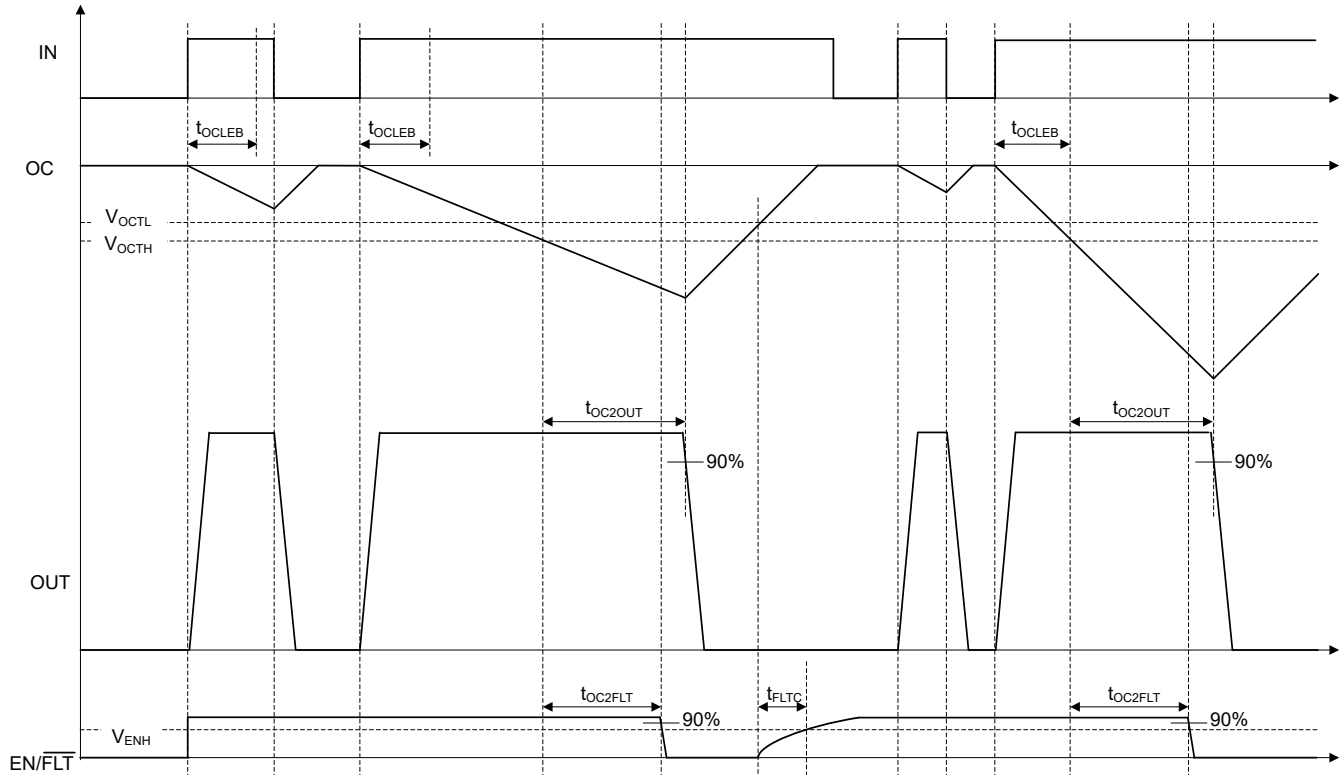 IN
tOCLEB tOCLEB tOCLEB
OC
VOCTL
VOCTH
tOC2OUT tOC2OUT
90% 90%
OUT
tOC2FLT tFLTC tOC2FLT
90% 90%
VENH
EN/FLT